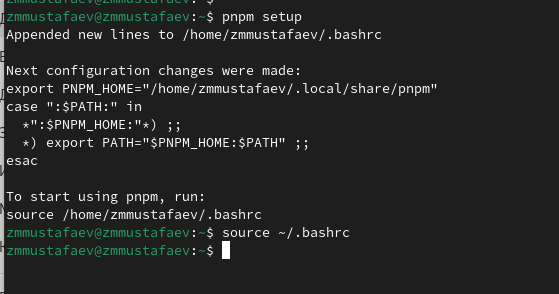 zmmustafaev@zmmustafaev:~$ pnpm setup
Appended new lines to /home/zmmustafaev/.bashrc

Next configuration changes were made:
export PNPM_HOME="/home/zmmustafaev/.local/share/pnpm"
case ":$PATH:" in
  *":$PNPM_HOME:"*) ;;
  *) export PATH="$PNPM_HOME:$PATH" ;;
esac

To start using pnpm, run:
source /home/zmmustafaev/.bashrc
zmmustafaev@zmmustafaev:~$ source ~/.bashrc
zmmustafaev@zmmustafaev:~$